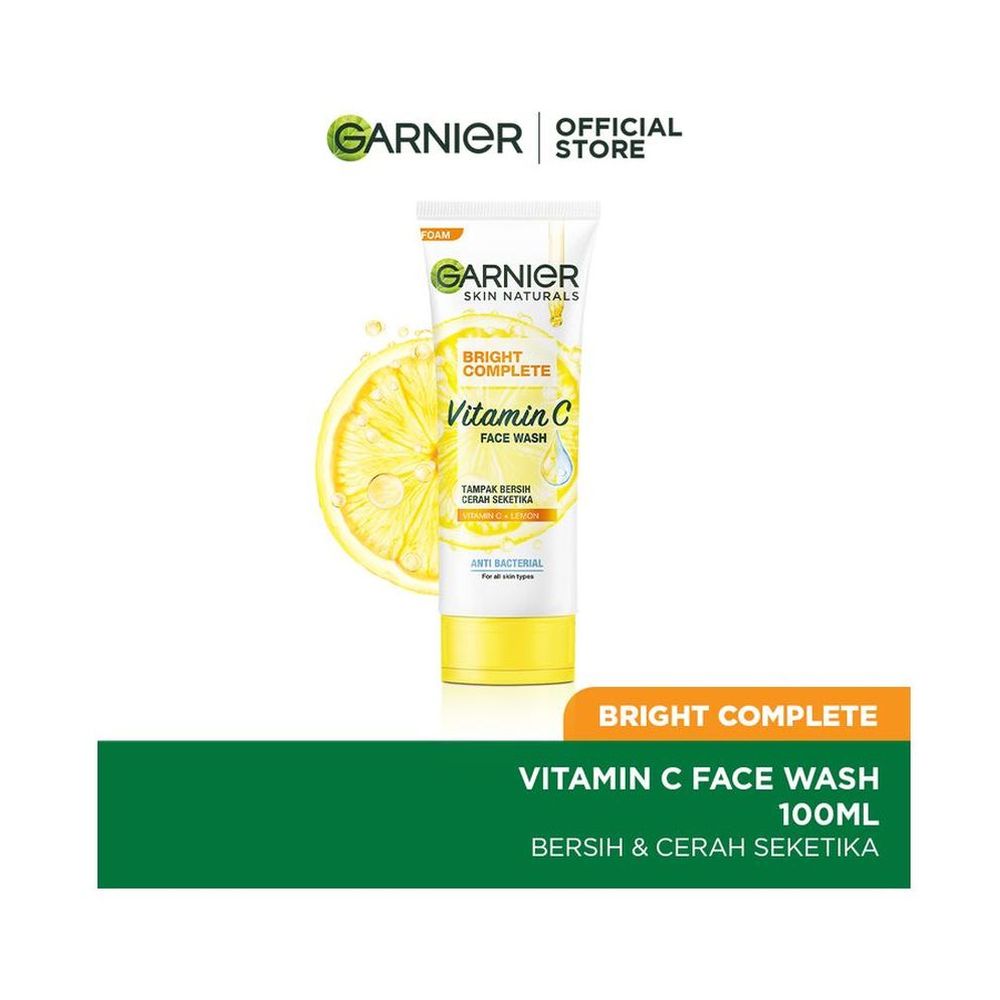 GARNIER
OFFICIAL
STORE
FOAM
GARNIER
SKIN NATURALS
BRIGHT
COMPLETE
Vitamin C
FACE WASH
TAMPAK BERSIH
CERAH SEKETIKA
VITAMIN C + LEMON
ANTI BACTERIAL
For all skin types
BRIGHT COMPLETE
VITAMIN C FACE WASH
100ML
BERSIH & CERAH SEKETIKA